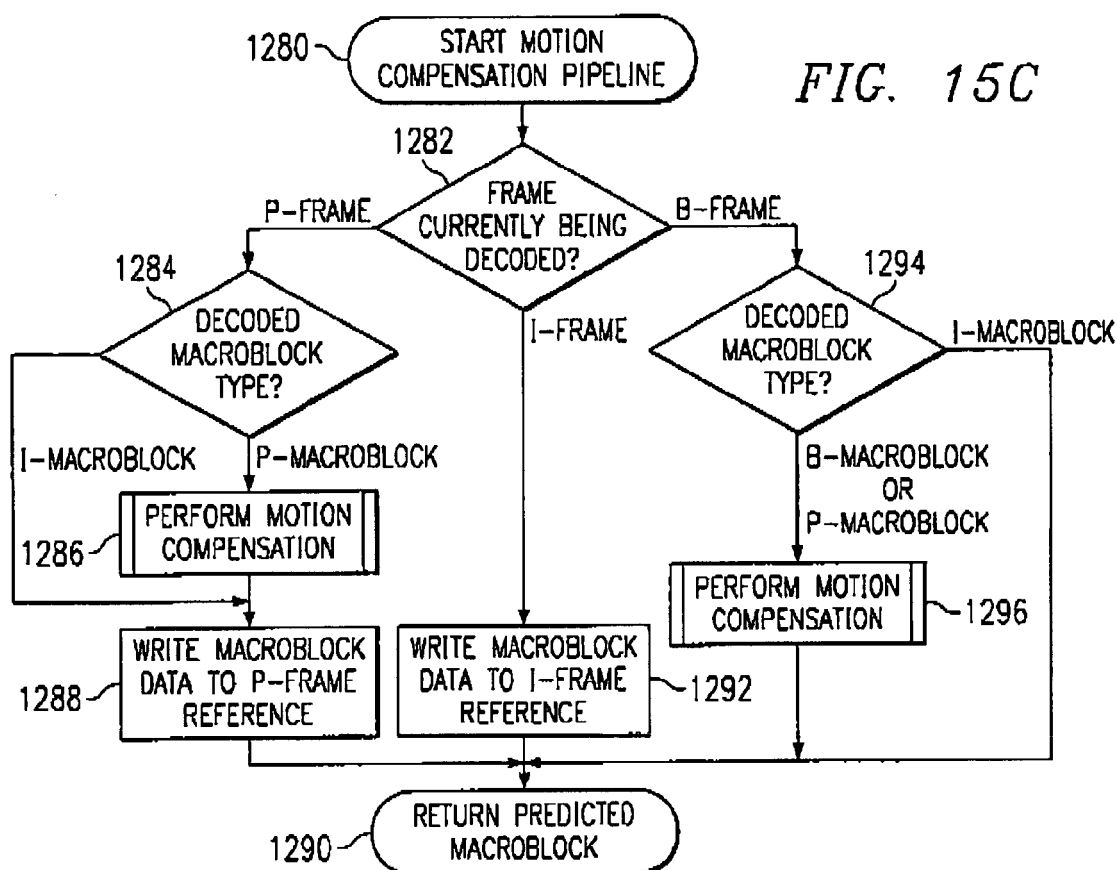 START MOTION
COMPENSATION PIPELINE
1280
FIG. 15C
1282
FRAME
CURRENTLY BEING
DECODED?
P-FRAME
B-FRAME
I-FRAME
1284
DECODED
MACROBLOCK
TYPE?
1294
DECODED
MACROBLOCK
TYPE?
I-MACROBLOCK
I-MACROBLOCK
P-MACROBLOCK
B-MACROBLOCK
OR
P-MACROBLOCK
PERFORM MOTION
COMPENSATION
1286
PERFORM MOTION
COMPENSATION
1296
WRITE MACROBLOCK
DATA TO P-FRAME
REFERENCE
1288
WRITE MACROBLOCK
DATA TO I-FRAME
REFERENCE
1292
RETURN PREDICTED
MACROBLOCK
1290